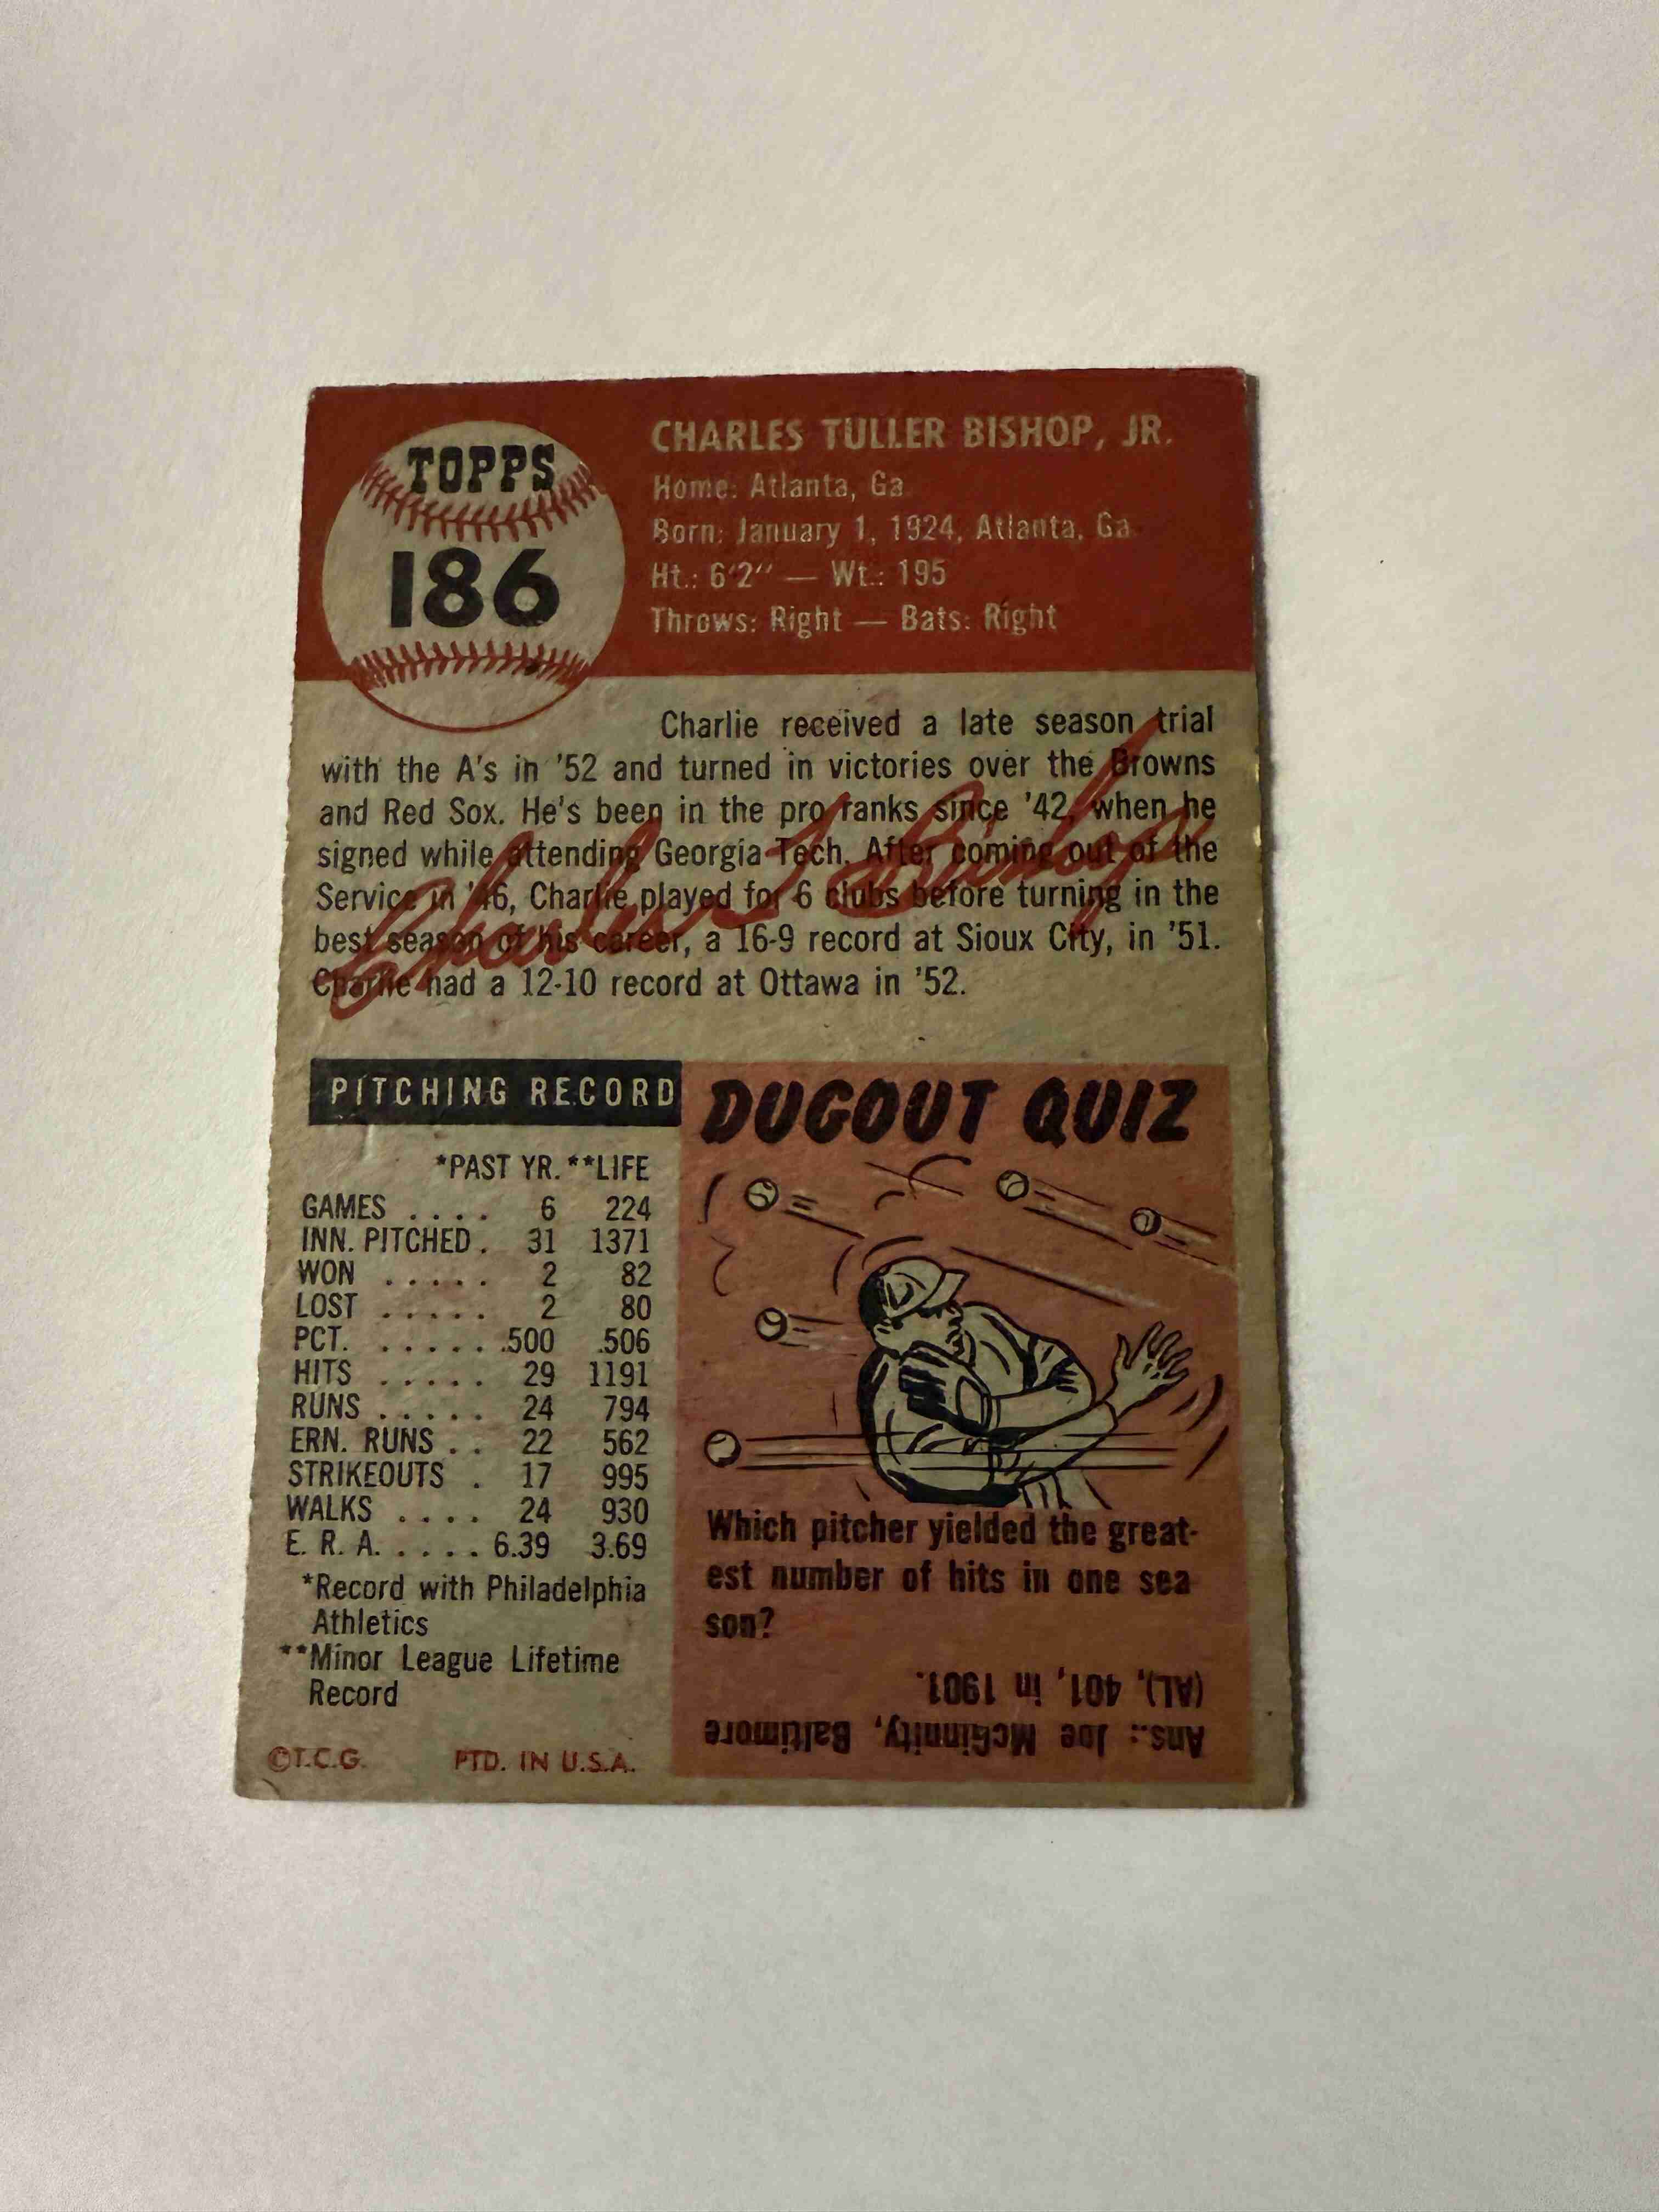 TOPPS
186
CHARLES TULLER BISHOP, JR.
Home: Atlanta, Ga.
Born: January 1, 1924, Atlanta, Ga.
Ht.: 6'2" — Wt.: 195
Throws: Right — Bats: Right
Charlie received a late season trial
with the A's in '52 and turned in victories over the Browns
and Red Sox. He's been in the pro ranks since '42, when he
signed while attending Georgia Tech. After coming out of the
Service in '46, Charlie played for 6 clubs before turning in the
best season of his career, a 16-9 record at Sioux City, in '51.
Charlie had a 12-10 record at Ottawa in '52.
Charles T Bishop
PITCHING RECORD
*PAST YR. **LIFE
GAMES .... 6 224
INN. PITCHED . 31 1371
WON ..... 2 82
LOST ..... 2 80
PCT. ..... .500 .506
HITS ..... 29 1191
RUNS ..... 24 794
ERN. RUNS .. 22 562
STRIKEOUTS . 17 995
WALKS .... 24 930
E. R. A. .... 6.39 3.69
*Record with Philadelphia
Athletics
**Minor League Lifetime
Record
©T.C.G. PTD. IN U.S.A.
DUGOUT QUIZ
Which pitcher yielded the great-
est number of hits in one sea
son?
Ans.: Joe McGinnity, Baltimore
(AL), 401, in 1901.